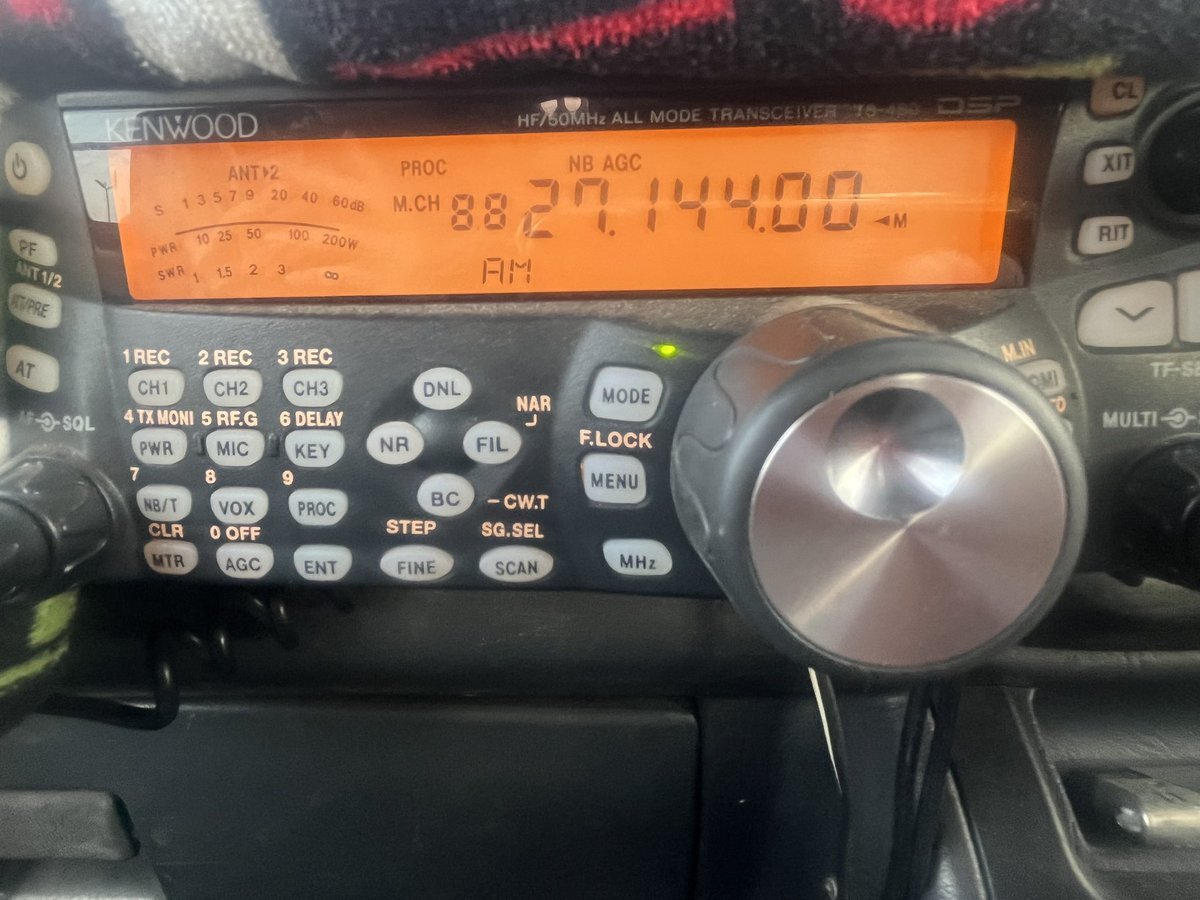 KENWOOD
HF/50MHz ALL MODE TRANSCEIVER TS-480 DSP
ANT▸2 PROC NB AGC
S 1 3 5 7 9 20 40 60dB
M.CH 88 27.144.00 ◄M
PWR 10 25 50 100 200W
SWR 1 1.5 2 3 ∞
AM
CL
XIT
RIT
PF
ANT 1/2
AT/PRE
AT
AF SQL
1 REC 2 REC 3 REC
CH1 CH2 CH3
4 TX MONI 5 RF.G 6 DELAY
PWR MIC KEY
7 8 9
NB/T VOX PROC
CLR 0 OFF
MTR AGC ENT
DNL
NAR
NR FIL
BC
-CW.T
STEP SG.SEL
FINE SCAN
MODE
F.LOCK
MENU
MHz
M.IN
MULTI